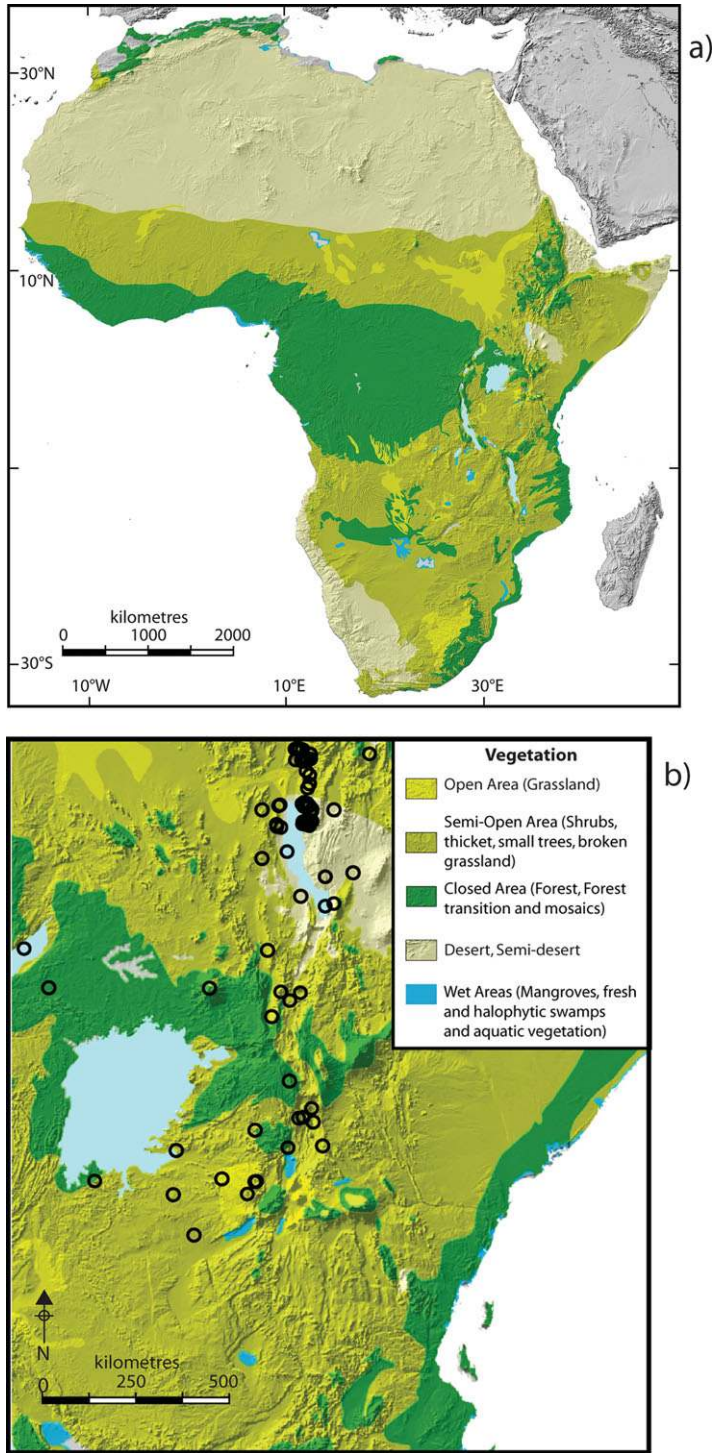 a)
30°N
10°N
kilometres
0 1000 2000
30°S
10°W 10°E 30°E
b)
Vegetation
Open Area (Grassland)
Semi-Open Area (Shrubs,
thicket, small trees, broken
grassland)
Closed Area (Forest, Forest
transition and mosaics)
Desert, Semi-desert
Wet Areas (Mangroves, fresh
and halophytic swamps
and aquatic vegetation)
N
kilometres
0 250 500